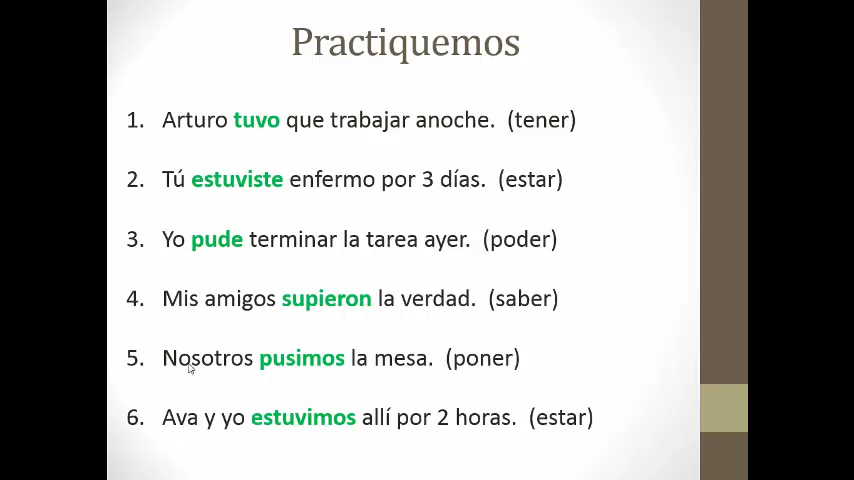 Practiquemos
1. Arturo tuvo que trabajar anoche. (tener)
2. Tú estuviste enfermo por 3 días. (estar)
3. Yo pude terminar la tarea ayer. (poder)
4. Mis amigos supieron la verdad. (saber)
5. Nosotros pusimos la mesa. (poner)
6. Ava y yo estuvimos allí por 2 horas. (estar)